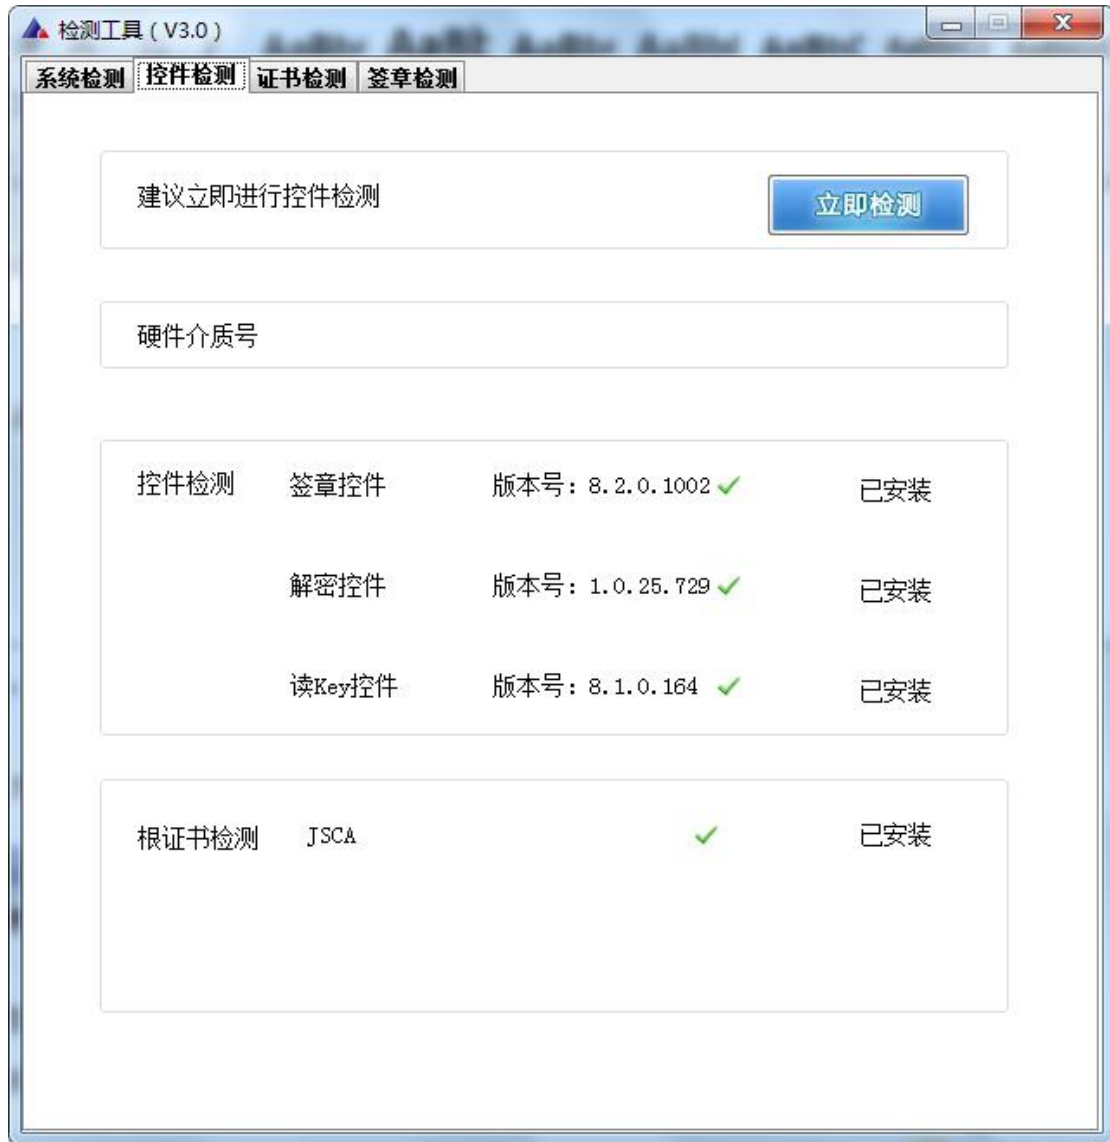 检测工具（V3.0）
系统检测 控件检测 证书检测 签章检测
建议立即进行控件检测 立即检测
硬件介质号
控件检测 签章控件 版本号：8.2.0.1002 已安装
解密控件 版本号：1.0.25.729 已安装
读Key控件 版本号：8.1.0.164 已安装
根证书检测 JSCA 已安装